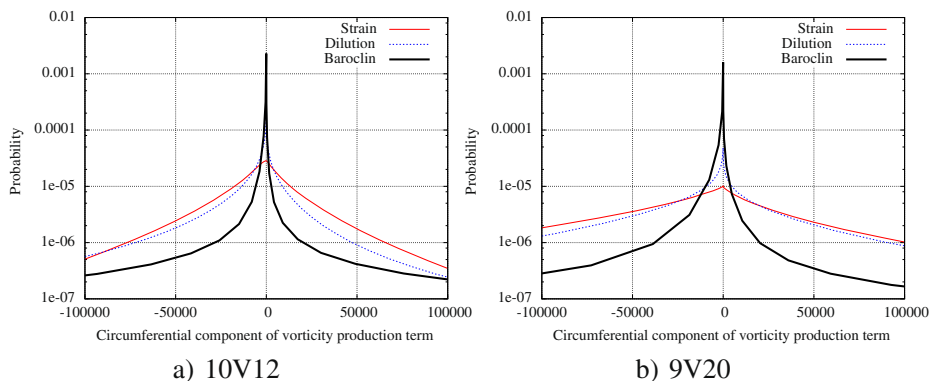 0.01
0.001
0.0001
1e-05
1e-06
1e-07
Probability
Strain
Dilution
Baroclin
-100000 -50000 0 50000 100000
Circumferential component of vorticity production term
a) 10V12
0.01
0.001
0.0001
1e-05
1e-06
1e-07
Probability
Strain
Dilution
Baroclin
-100000 -50000 0 50000 100000
Circumferential component of vorticity production term
b) 9V20